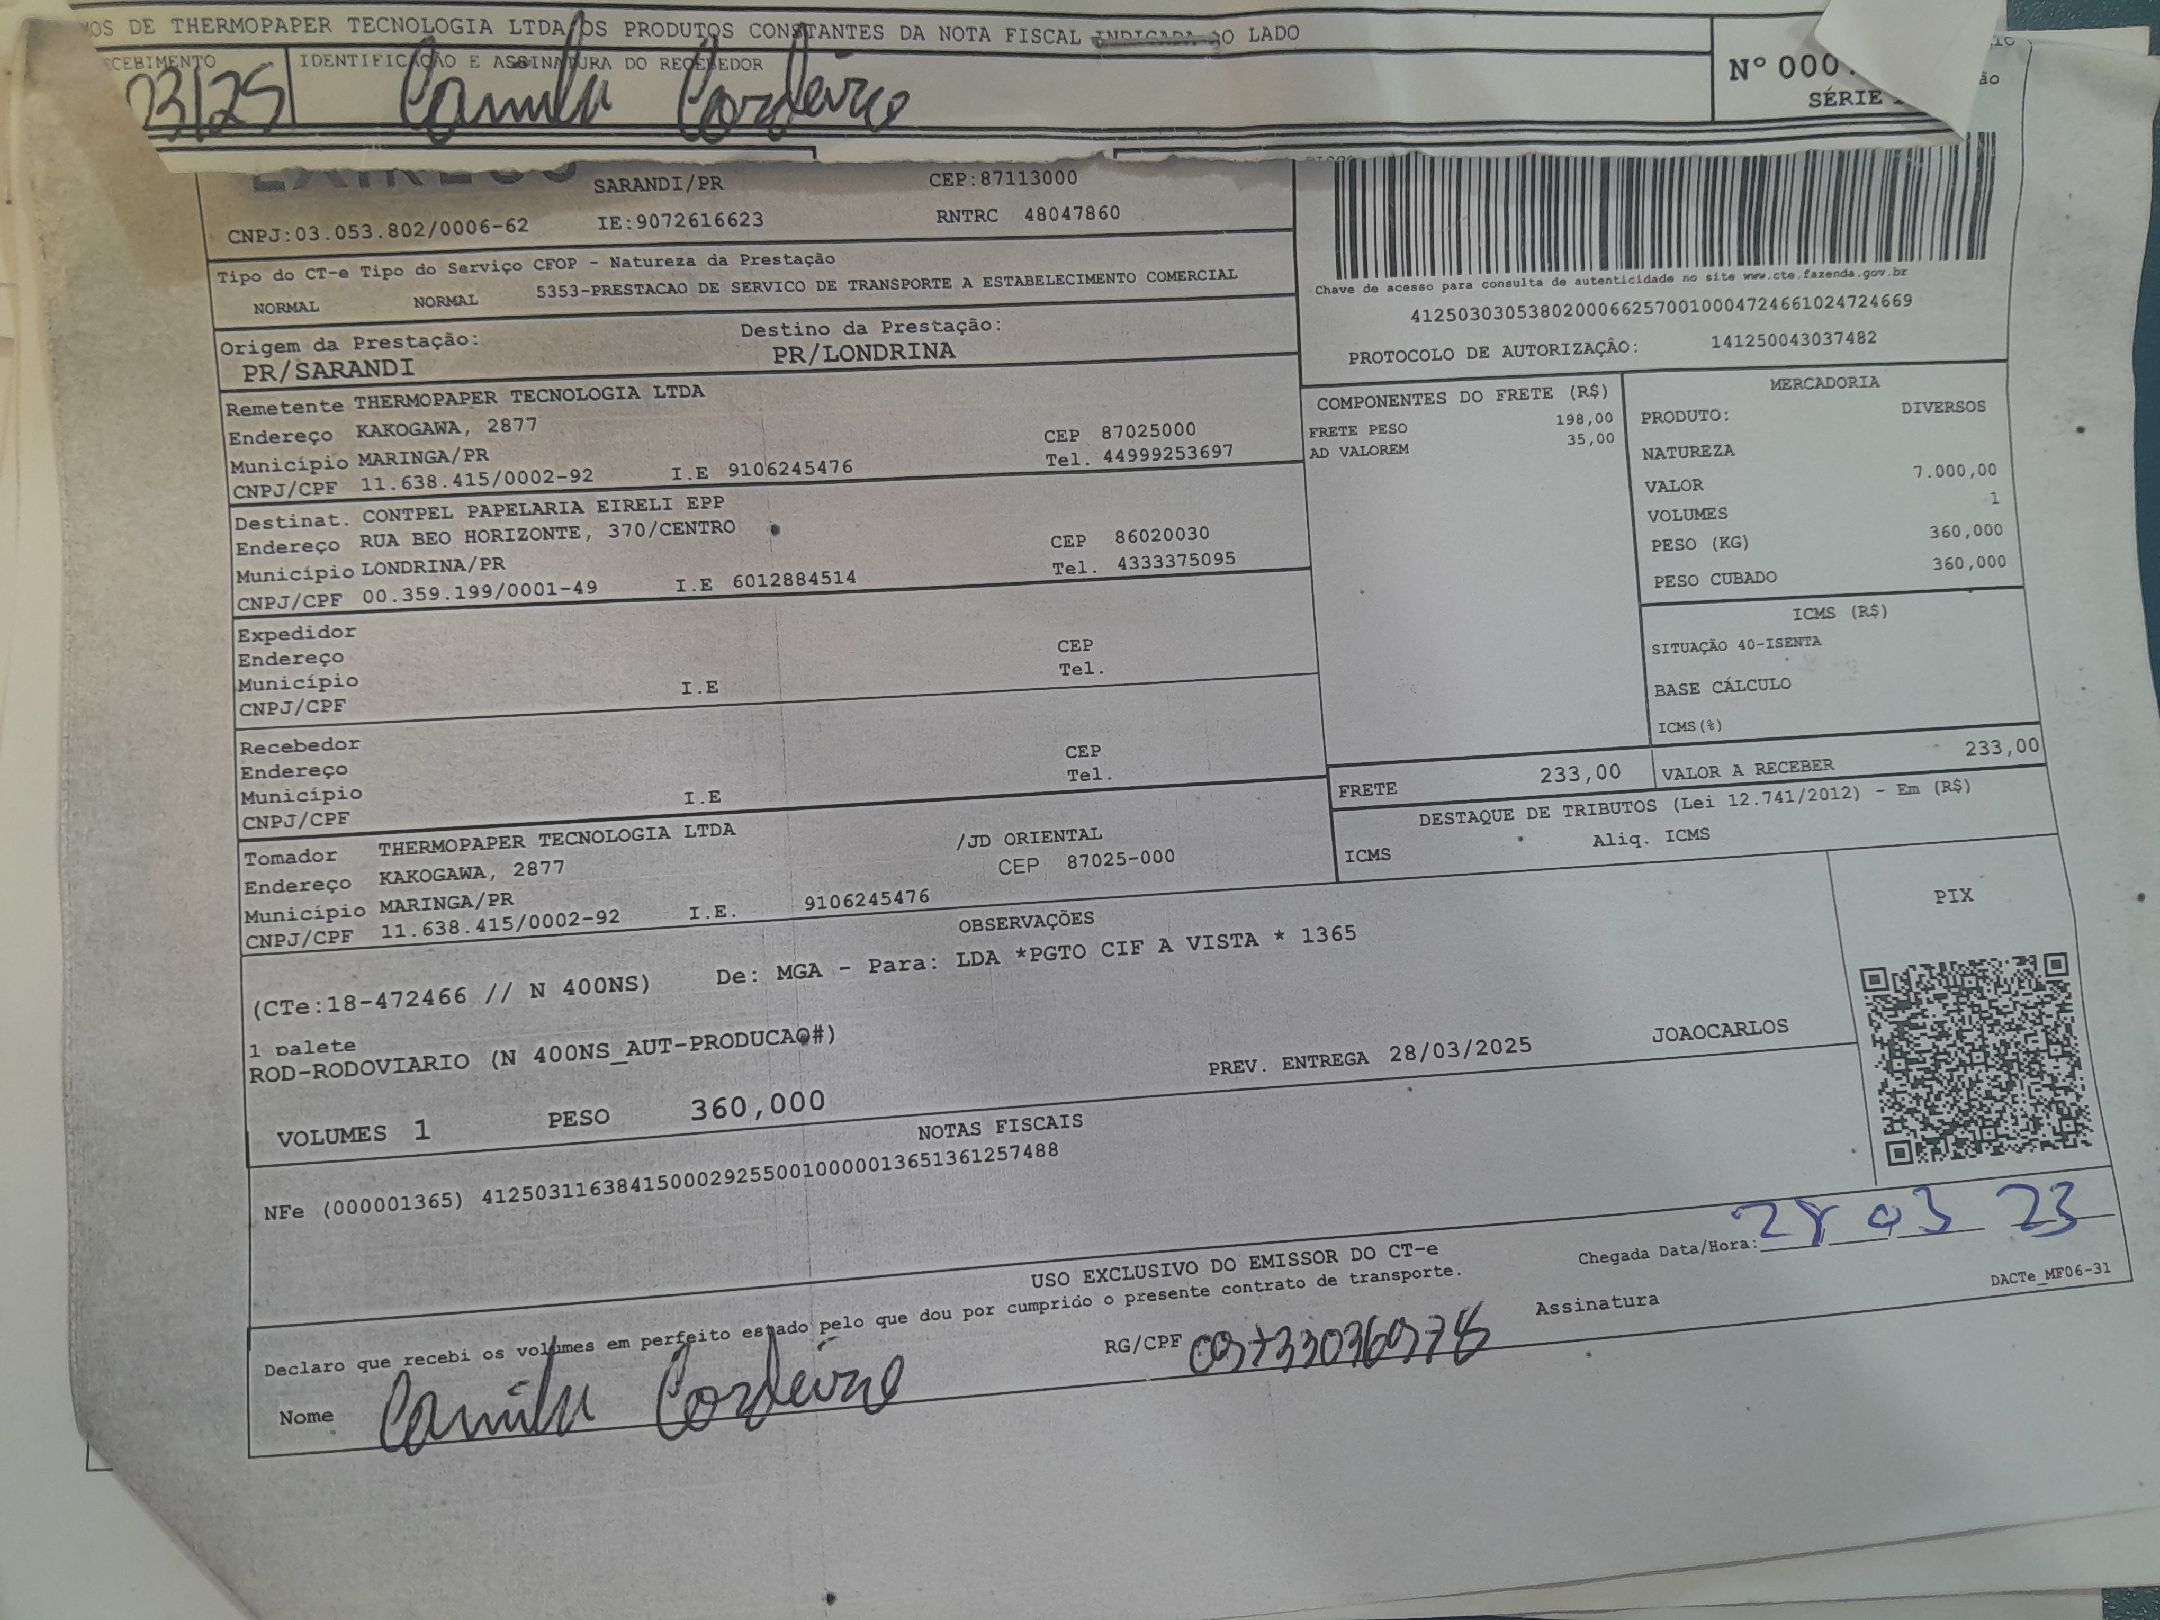 OS DE THERMOPAPER TECNOLOGIA LTDA OS PRODUTOS CONSTANTES DA NOTA FISCAL INDICADA AO LADO
CEBIMENTO IDENTIFICAÇÃO E ASSINATURA DO RECEBEDOR
03/25 Camila Cordeiro
Nº 000.
SÉRIE
ão
SARANDI/PR CEP:87113000
CNPJ:03.053.802/0006-62 IE:9072616623 RNTRC 48047860
Tipo do CT-e Tipo do Serviço CFOP - Natureza da Prestação
NORMAL NORMAL 5353-PRESTACAO DE SERVICO DE TRANSPORTE A ESTABELECIMENTO COMERCIAL
Origem da Prestação: Destino da Prestação:
PR/SARANDI PR/LONDRINA
Chave de acesso para consulta de autenticidade no site www.cte.fazenda.gov.br
41250303053802000662570010004724661024724669
PROTOCOLO DE AUTORIZAÇÂO: 141250043037482
Remetente THERMOPAPER TECNOLOGIA LTDA
Endereço KAKOGAWA, 2877 CEP 87025000
Município MARINGA/PR Tel. 44999253697
CNPJ/CPF 11.638.415/0002-92 I.E 9106245476
Destinat. CONTPEL PAPELARIA EIRELI EPP
Endereço RUA BEO HORIZONTE, 370/CENTRO CEP 86020030
Município LONDRINA/PR Tel. 4333375095
CNPJ/CPF 00.359.199/0001-49 I.E 6012884514
Expedidor
Endereço CEP
Município Tel.
CNPJ/CPF I.E
Recebedor
Endereço CEP
Município Tel.
CNPJ/CPF I.E
Tomador THERMOPAPER TECNOLOGIA LTDA /JD ORIENTAL
Endereço KAKOGAWA, 2877 CEP 87025-000
Município MARINGA/PR
CNPJ/CPF 11.638.415/0002-92 I.E. 9106245476
COMPONENTES DO FRETE (R$)
FRETE PESO 198,00
AD VALOREM 35,00
MERCADORIA
PRODUTO: DIVERSOS
NATUREZA
VALOR 7.000,00
VOLUMES 1
PESO (KG) 360,000
PESO CUBADO 360,000
ICMS (R$)
SITUAÇÃO 40-ISENTA
BASE CÁLCULO
ICMS(%)
FRETE 233,00 VALOR A RECEBER 233,00
DESTAQUE DE TRIBUTOS (Lei 12.741/2012) - Em (R$)
ICMS Aliq. ICMS
OBSERVAÇÕES
(CTe:18-472466 // N 400NS) De: MGA - Para: LDA *PGTO CIF A VISTA * 1365
1 palete
ROD-RODOVIARIO (N 400NS_AUT-PRODUCAO#)
PREV. ENTREGA 28/03/2025 JOAOCARLOS
VOLUMES 1 PESO 360,000
PIX
NOTAS FISCAIS
NFe (000001365) 41250311638415000292550010000013651361257488
USO EXCLUSIVO DO EMISSOR DO CT-e
Chegada Data/Hora: 28 03 23
DACTe_MF06-31
Declaro que recebi os volumes em perfeito estado pelo que dou por cumprido o presente contrato de transporte.
Nome Camila Cordeiro RG/CPF Assinatura